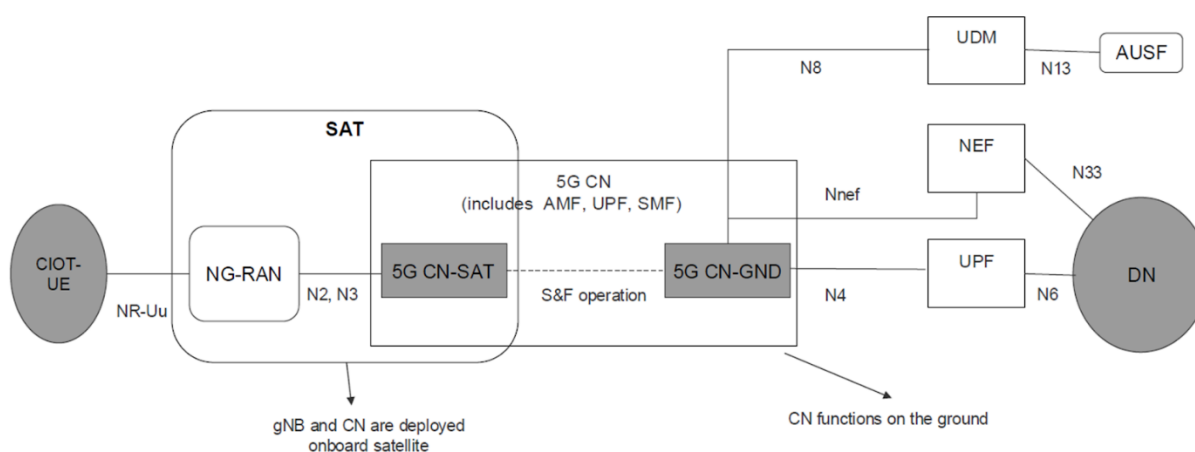 UDM
N8
N13
AUSF
SAT
NEF
N33
5G CN
(includes AMF, UPF, SMF)
Nnef
CIOT-
UE
NG-RAN
5G CN-SAT
5G CN-GND
UPF
DN
NR-Uu
N2, N3
S&F operation
N4
N6
gNB and CN are deployed
onboard satellite
CN functions on the ground